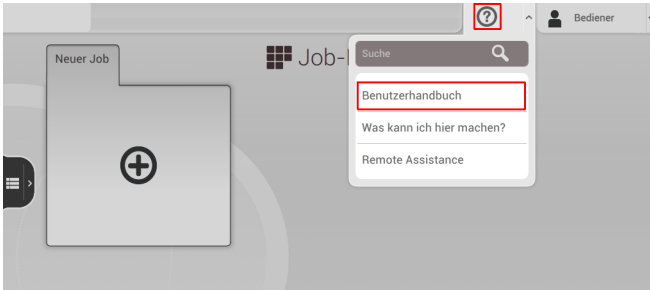 Bediener
Neuer Job
Job-
Suche
Benutzerhandbuch
Was kann ich hier machen?
Remote Assistance